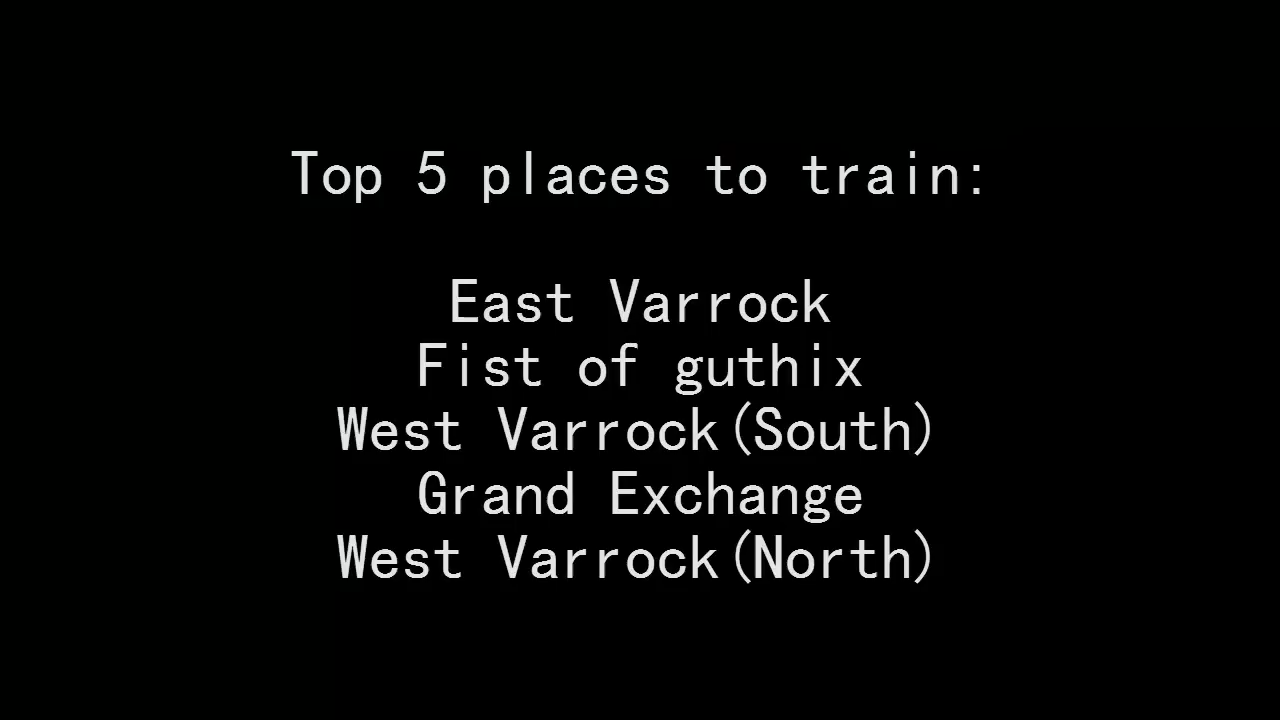 Top 5 places to train:
East Varrock
Fist of guthix
West Varrock(South)
Grand Exchange
West Varrock(North)